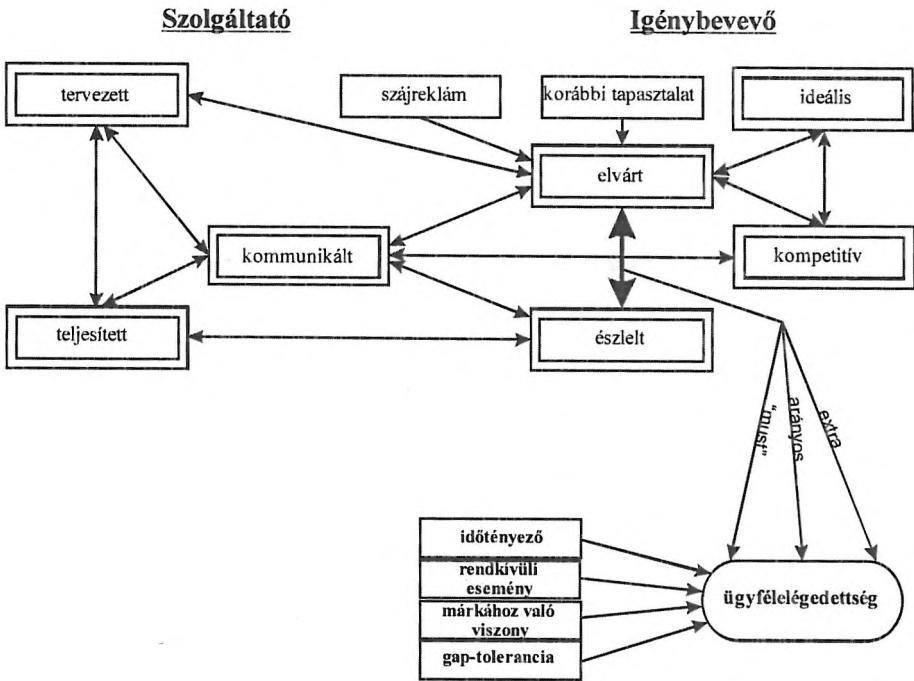 Szolgáltató
Igénybevevő
tervezett
szájreklám
korábbi tapasztalat
ideális
elvárt
kommunikált
kompetitív
teljesített
észlelt
„must”
arányos
extra
időtényező
rendkívüli
esemény
márkához való
viszony
gap-tolerancia
ügyfélelégedettség